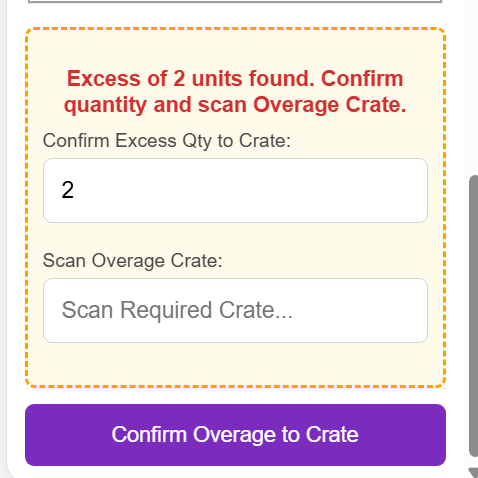 Excess of 2 units found. Confirm
quantity and scan Overage Crate.
Confirm Excess Qty to Crate:
2
Scan Overage Crate:
Scan Required Crate...
Confirm Overage to Crate